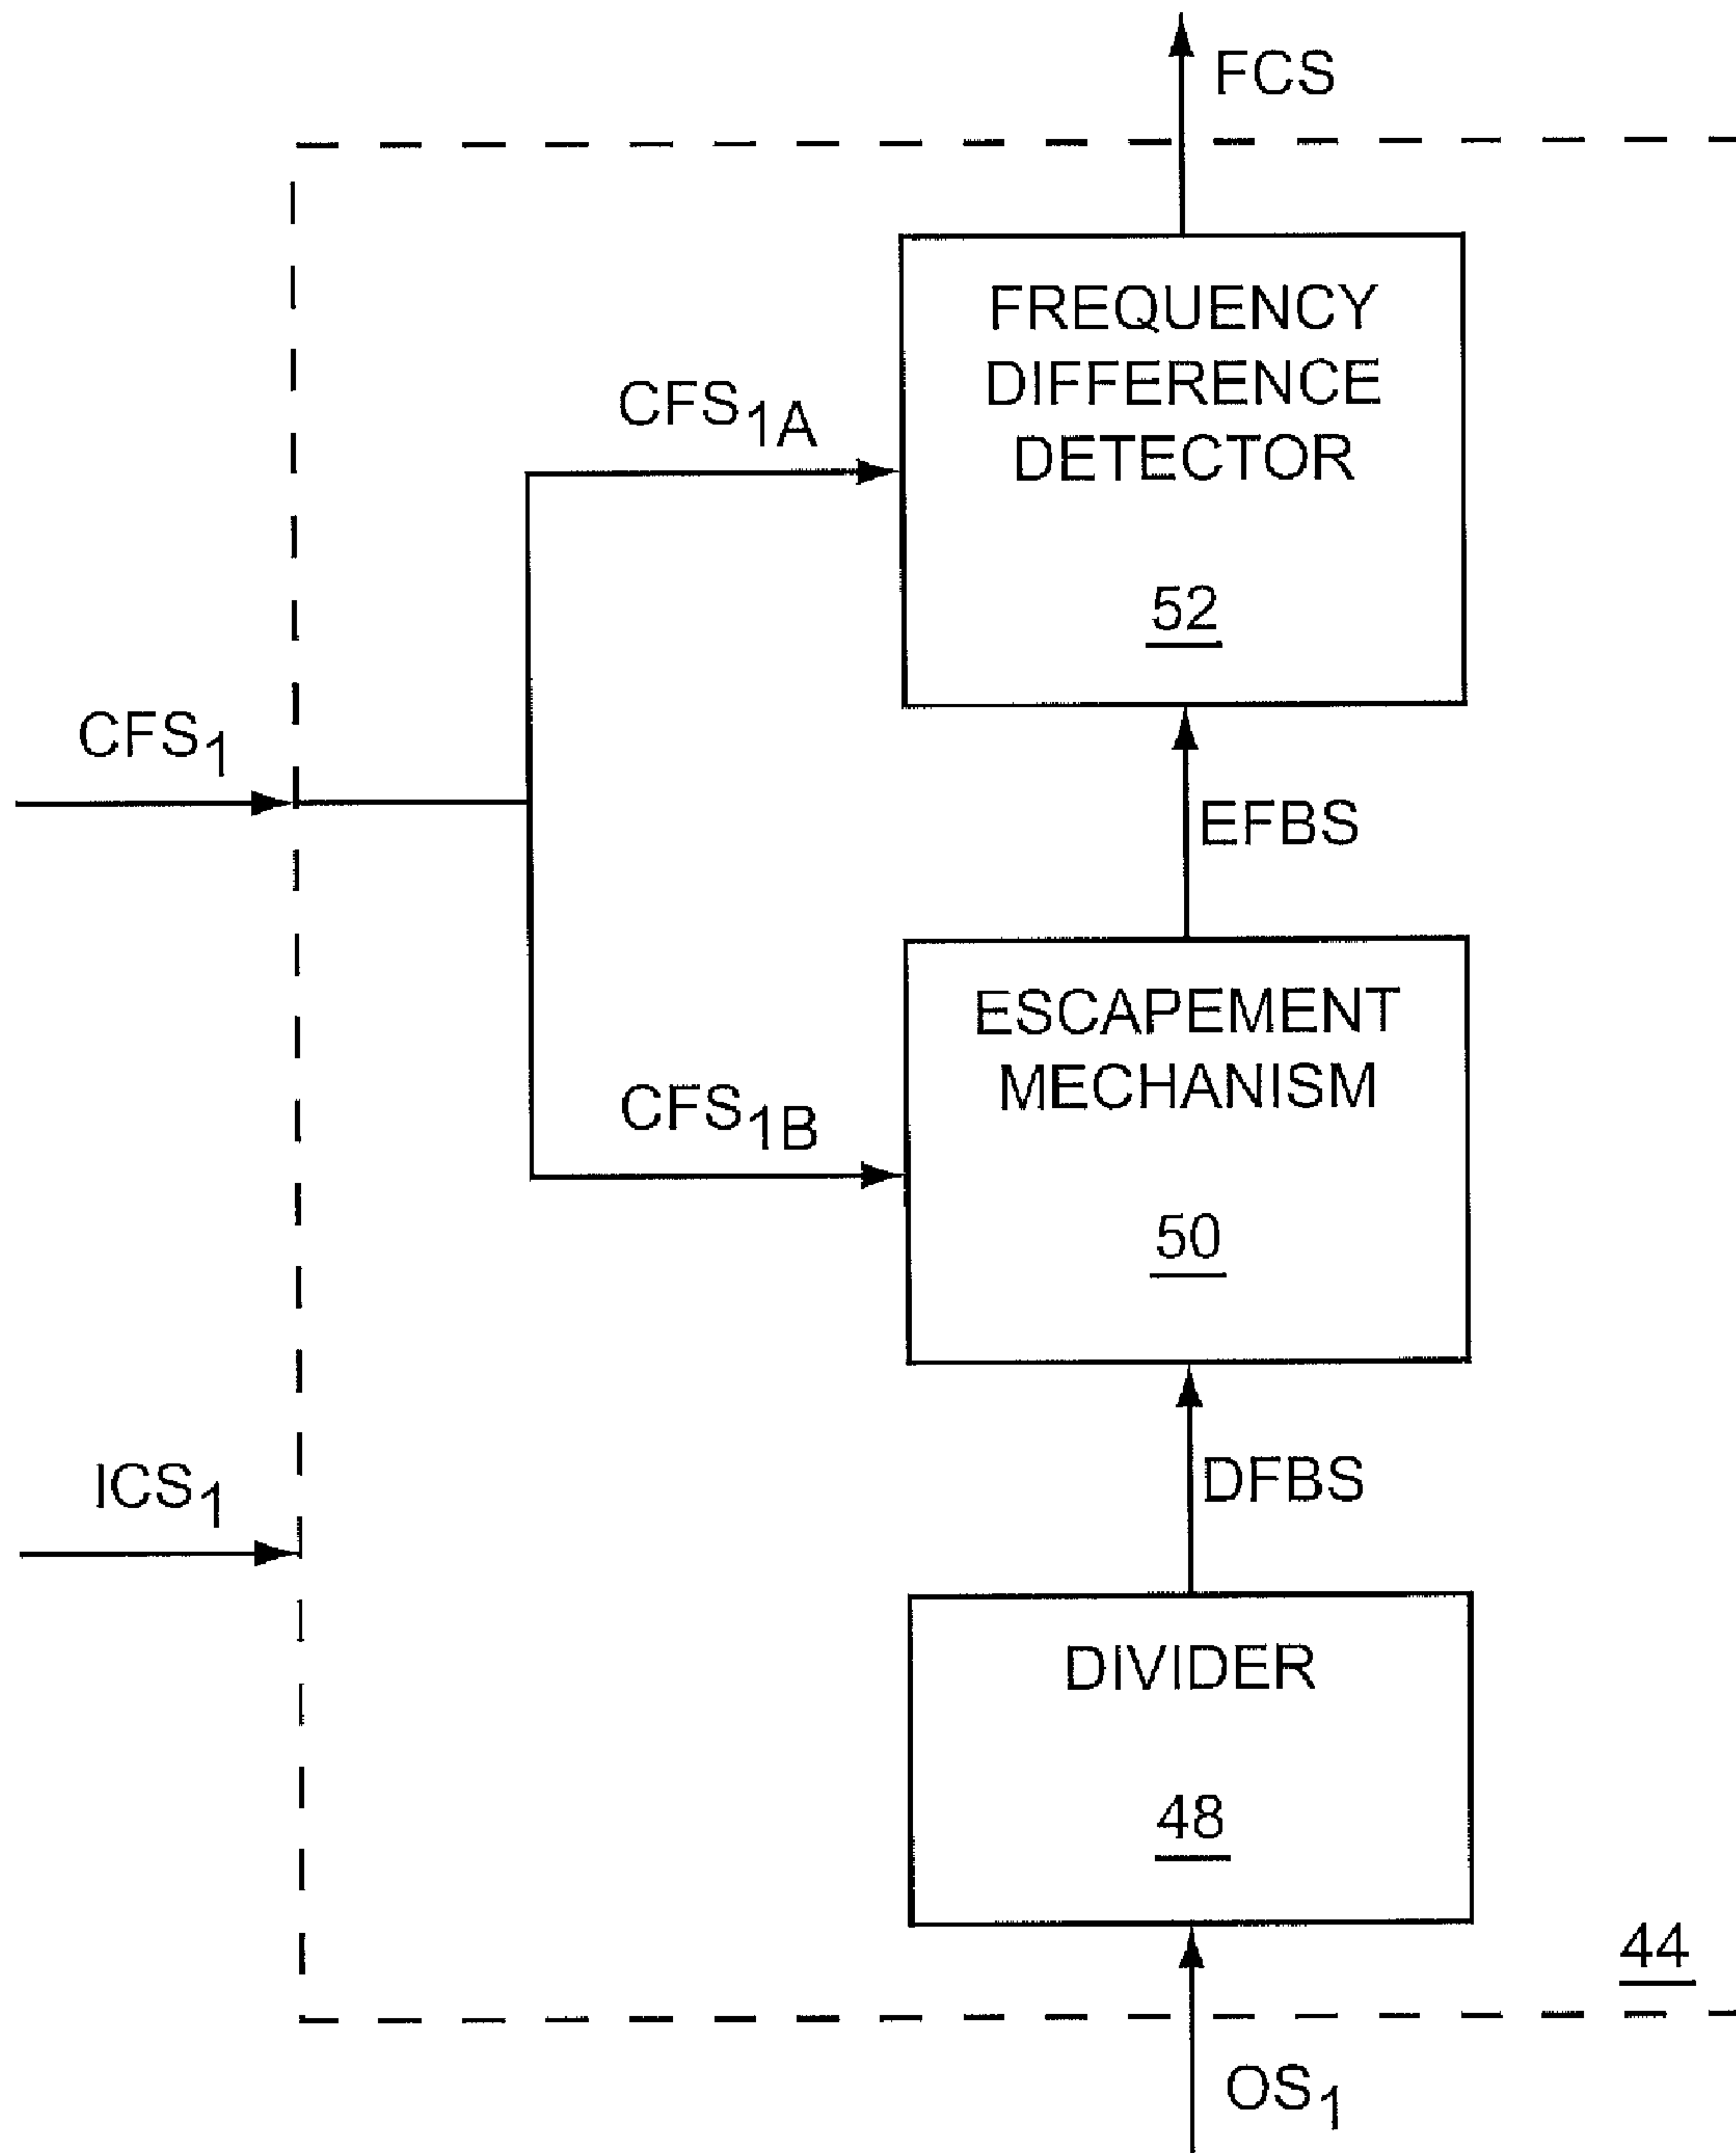 FCS
FREQUENCY
DIFFERENCE
DETECTOR
52
CFS1A
CFS1
EFBS
ESCAPEMENT
MECHANISM
50
CFS1B
ICS1
DFBS
DIVIDER
48
44
OS1